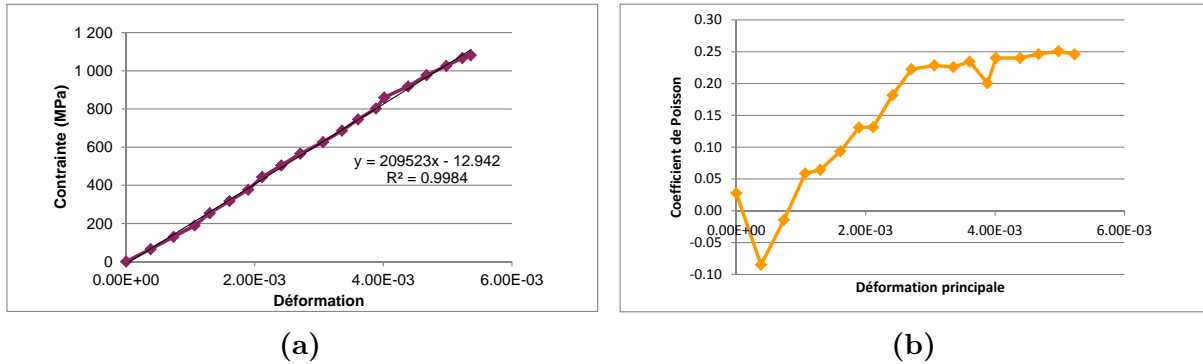 1 200
1 000
800
600
400
200
0
Contrainte (MPa)
y = 209523x - 12.942
R² = 0.9984
0.00E+00 2.00E-03 4.00E-03 6.00E-03
Déformation
(a)
0.30
0.25
0.20
0.15
0.10
0.05
0.00
-0.05
-0.10
Coefficient de Poisson
0.00E+00 2.00E-03 4.00E-03 6.00E-03
Déformation principale
(b)